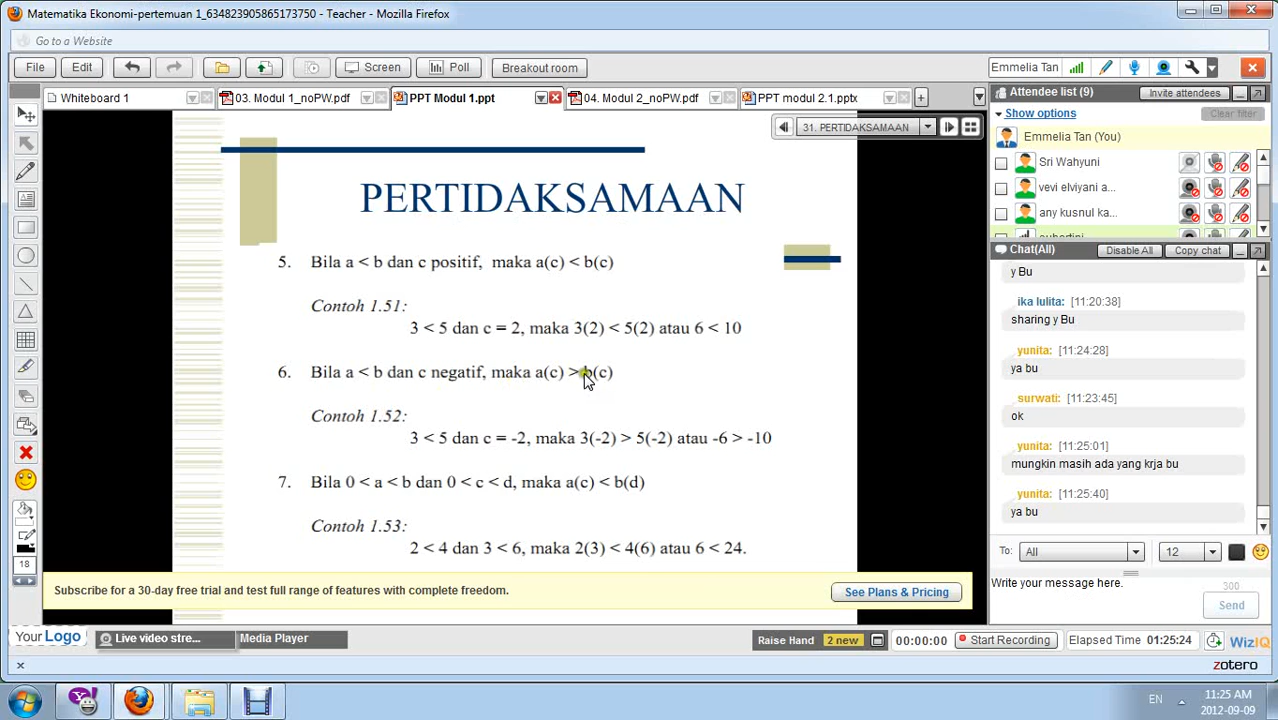 Matematika Ekonomi-pertemuan 1_634823905865173750 - Teacher - Mozilla Firefox
Go to a Website
File Edit Screen Poll Breakout room Emmelia Tan
Whiteboard 1 03. Modul 1_noPW.pdf PPT Modul 1.ppt 04. Modul 2_noPW.pdf PPT modul 2.1.pptx
31. PERTIDAKSAMAAN
PERTIDAKSAMAAN
5. Bila a < b dan c positif, maka a(c) < b(c)
Contoh 1.51:
3 < 5 dan c = 2, maka 3(2) < 5(2) atau 6 < 10
6. Bila a < b dan c negatif, maka a(c) > b(c)
Contoh 1.52:
3 < 5 dan c = -2, maka 3(-2) > 5(-2) atau -6 > -10
7. Bila 0 < a < b dan 0 < c < d, maka a(c) < b(d)
Contoh 1.53:
2 < 4 dan 3 < 6, maka 2(3) < 4(6) atau 6 < 24.
18
Attendee list (9) Invite attendees
Show options Clear filter
Emmelia Tan (You)
Sri Wahyuni
vevi elviyani a...
any kusnul ka...
Chat(All) Disable All Copy chat
y Bu
ika lulita: [11:20:38]
sharing y Bu
yunita: [11:24:28]
ya bu
surwati: [11:23:45]
ok
yunita: [11:25:01]
mungkin masih ada yang krja bu
yunita: [11:25:40]
ya bu
To: All 12
Write your message here.
300
Send
Subscribe for a 30-day free trial and test full range of features with complete freedom. See Plans & Pricing
Your Logo Live video stre... Media Player Raise Hand 2 new 00:00:00 Start Recording Elapsed Time 01:25:24 WizIQ
zotero
EN
11:25 AM
2012-09-09